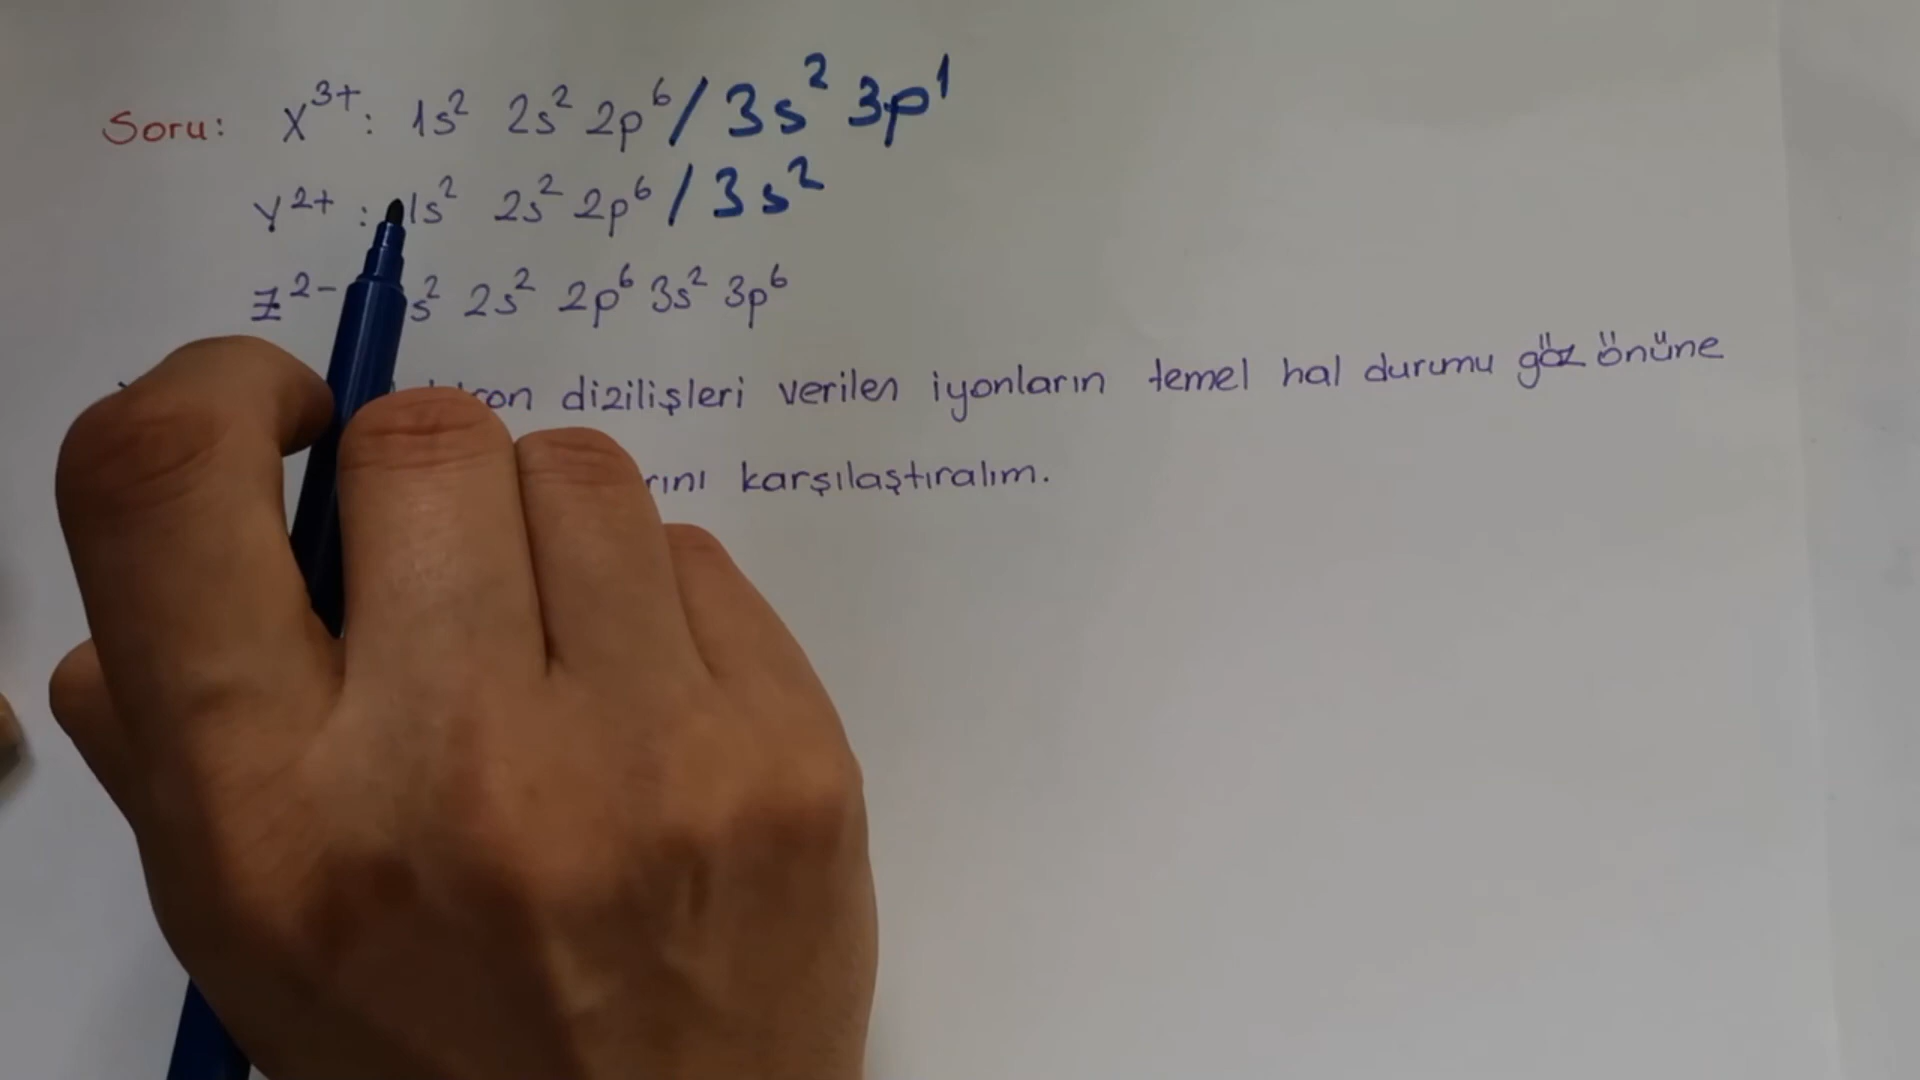 Soru: X³⁺: 1s² 2s² 2p⁶/3s² 3p¹
Y²⁺: 1s² 2s² 2p⁶/3s²
Z²⁻ s² 2s² 2p⁶ 3s² 3p⁶
dizilişleri verilen iyonların temel hal durumu göz önüne
karşılaştıralım.